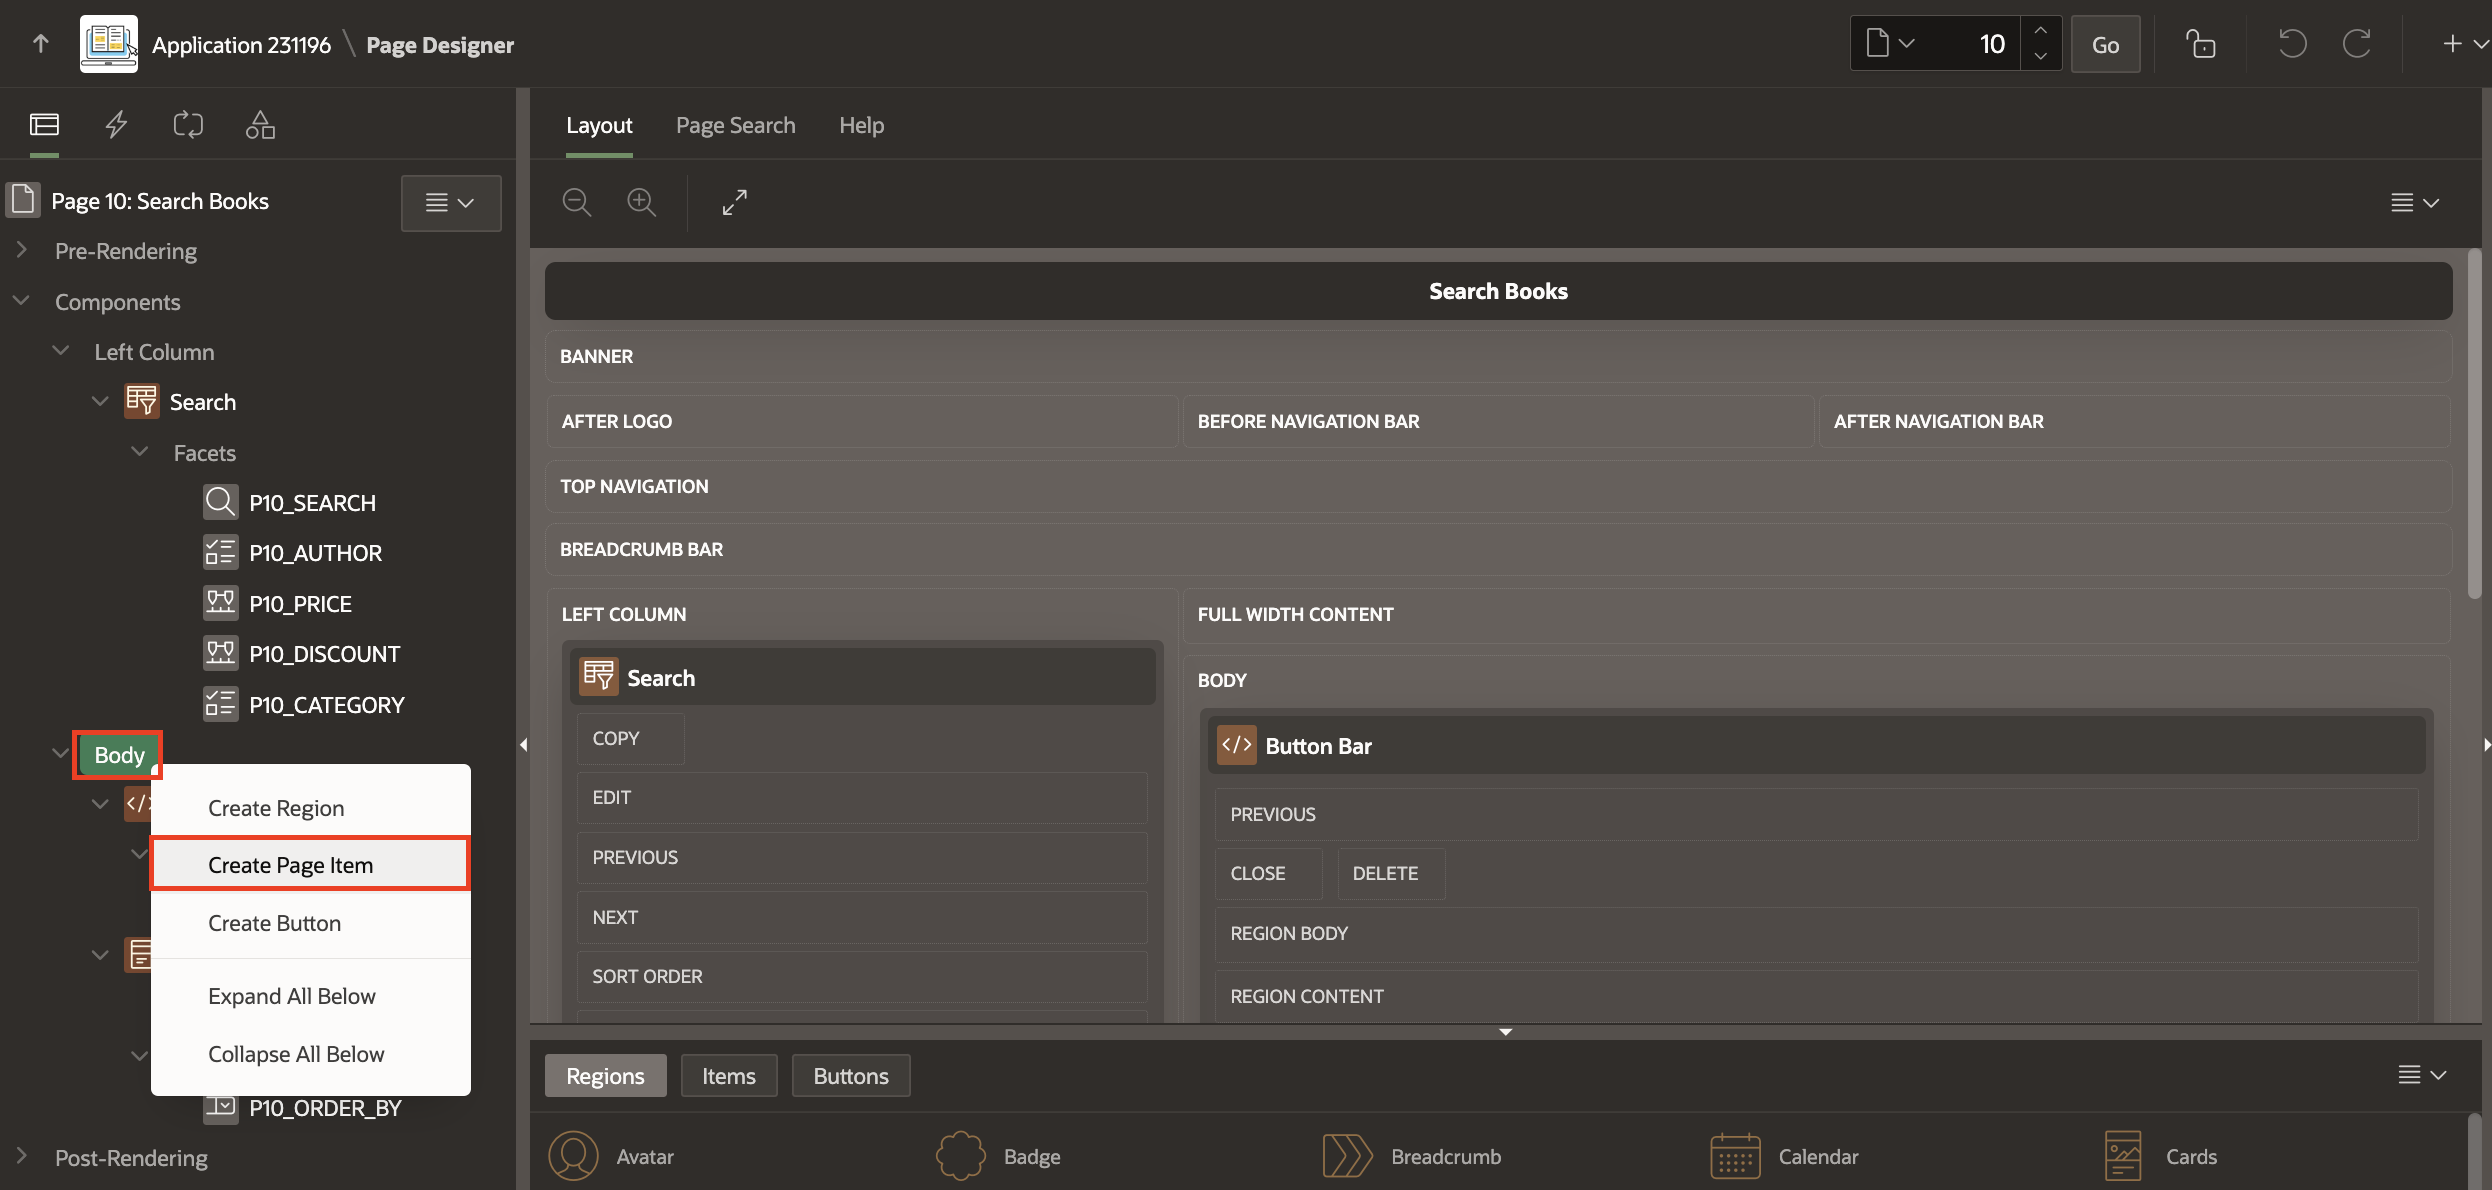 Application 231196 \ Page Designer
10
Go
Layout
Page Search
Help
Page 10: Search Books
Pre-Rendering
Components
Left Column
Search
Facets
P10_SEARCH
P10_AUTHOR
P10_PRICE
P10_DISCOUNT
P10_CATEGORY
Body
Create Region
Create Page Item
Create Button
Expand All Below
Collapse All Below
P10_ORDER_BY
Post-Rendering
Search Books
BANNER
AFTER LOGO
BEFORE NAVIGATION BAR
AFTER NAVIGATION BAR
TOP NAVIGATION
BREADCRUMB BAR
LEFT COLUMN
Search
COPY
EDIT
PREVIOUS
NEXT
SORT ORDER
FULL WIDTH CONTENT
BODY
Button Bar
PREVIOUS
CLOSE
DELETE
REGION BODY
REGION CONTENT
Regions
Items
Buttons
Avatar
Badge
Breadcrumb
Calendar
Cards